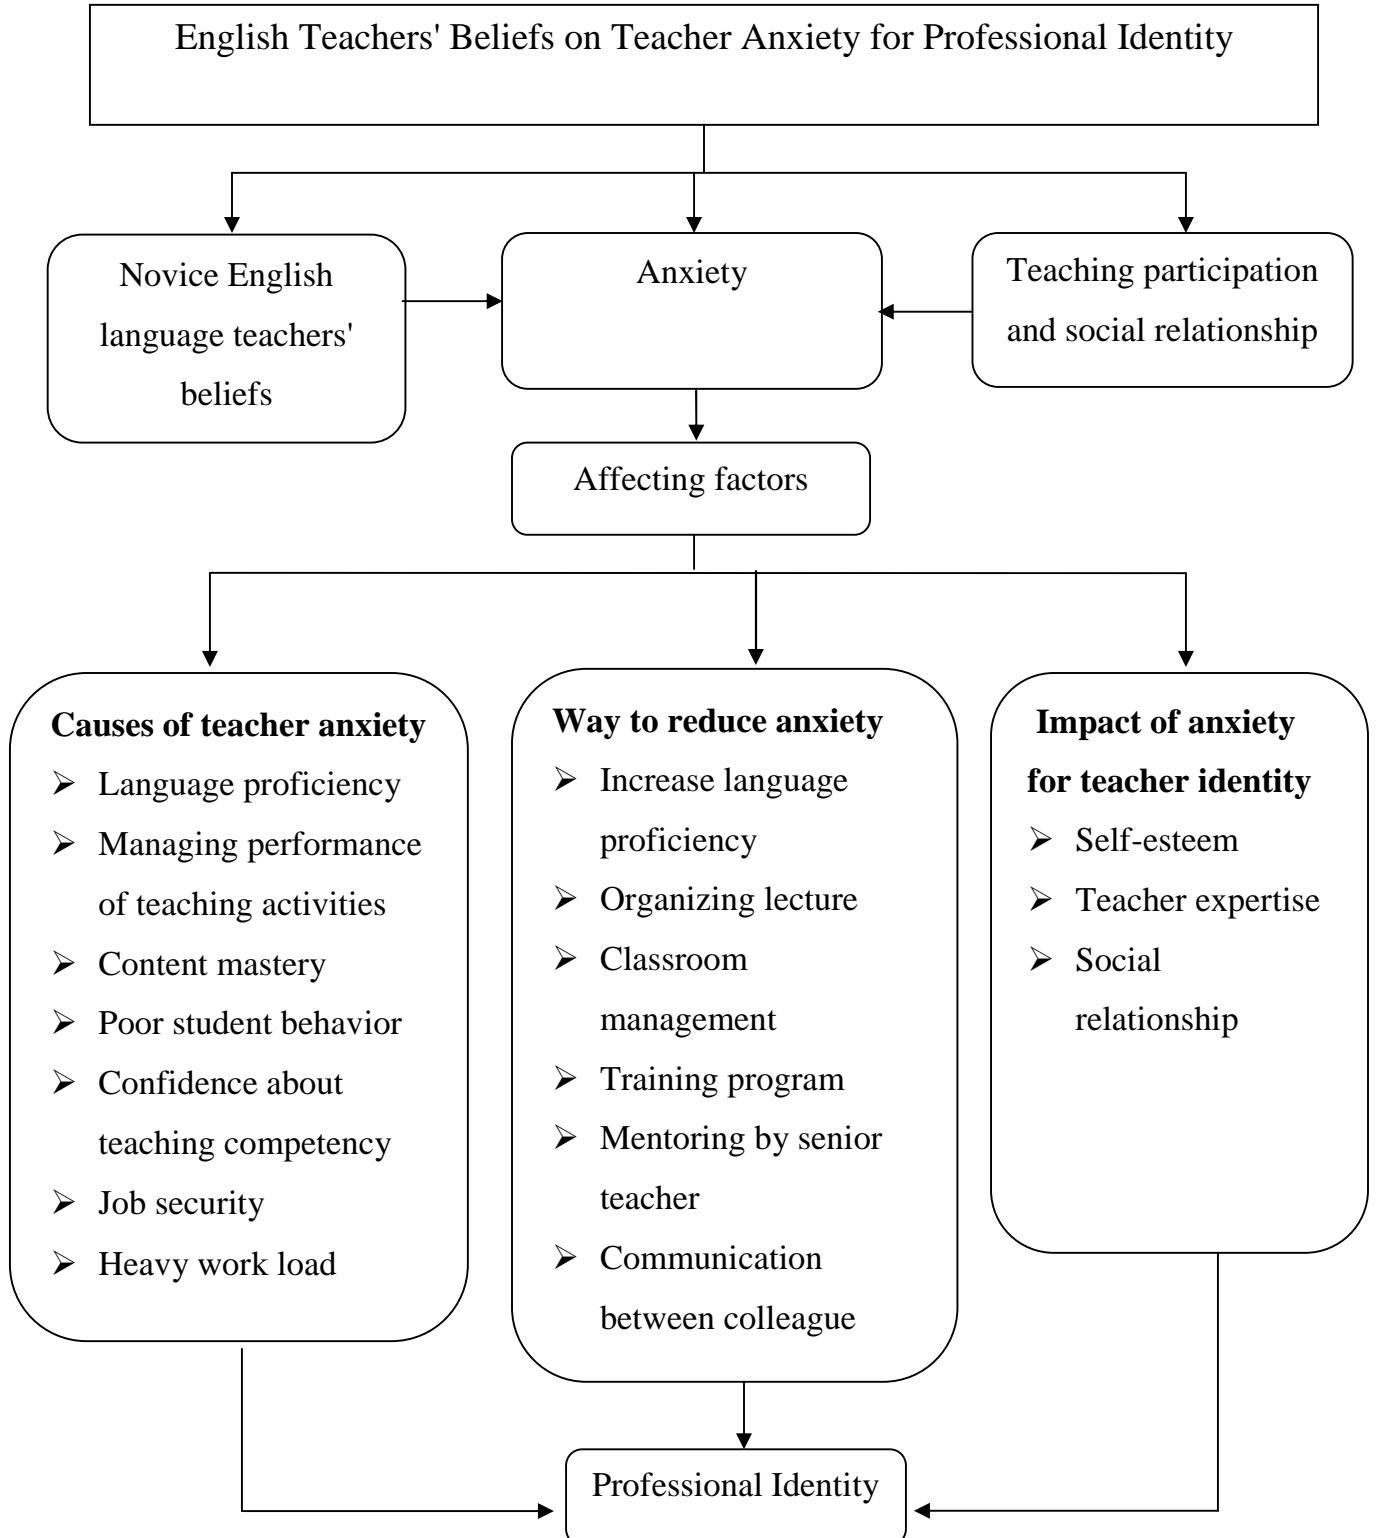 English Teachers' Beliefs on Teacher Anxiety for Professional Identity
Novice English
language teachers'
beliefs
Anxiety
Teaching participation
and social relationship
Affecting factors
Causes of teacher anxiety
➢ Language proficiency
➢ Managing performance
of teaching activities
➢ Content mastery
➢ Poor student behavior
➢ Confidence about
teaching competency
➢ Job security
➢ Heavy work load
Way to reduce anxiety
➢ Increase language
proficiency
➢ Organizing lecture
➢ Classroom
management
➢ Training program
➢ Mentoring by senior
teacher
➢ Communication
between colleague
Impact of anxiety
for teacher identity
➢ Self-esteem
➢ Teacher expertise
➢ Social
relationship
Professional Identity